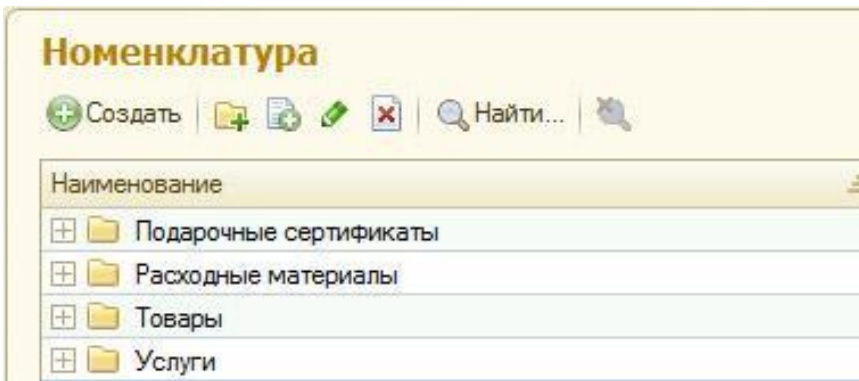 Номенклатура
Создать Найти...
Наименование
Подарочные сертификаты
Расходные материалы
Товары
Услуги